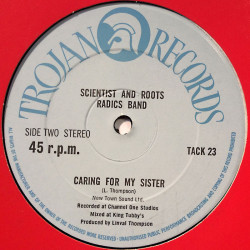 TROJAN RECORDS
SCIENTIST AND ROOTS
RADICS BAND
SIDE TWO STEREO
45 r.p.m.
TACK 23
CARING FOR MY SISTER
(L. Thompson)
New Town Sound Ltd.
Recorded at Channel One Studios
Mixed at King Tubby's
Produced by Linval Thompson